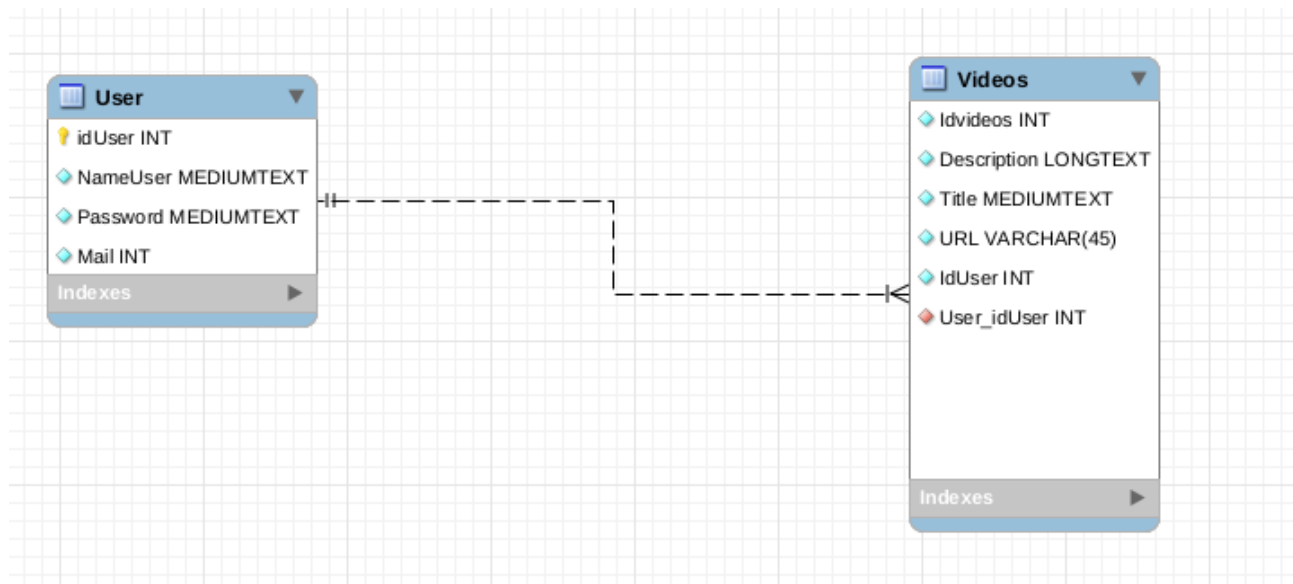 User
idUser INT
NameUser MEDIUMTEXT
Password MEDIUMTEXT
Mail INT
Indexes
Videos
Idvideos INT
Description LONGTEXT
Title MEDIUMTEXT
URL VARCHAR(45)
IdUser INT
User_idUser INT
Indexes